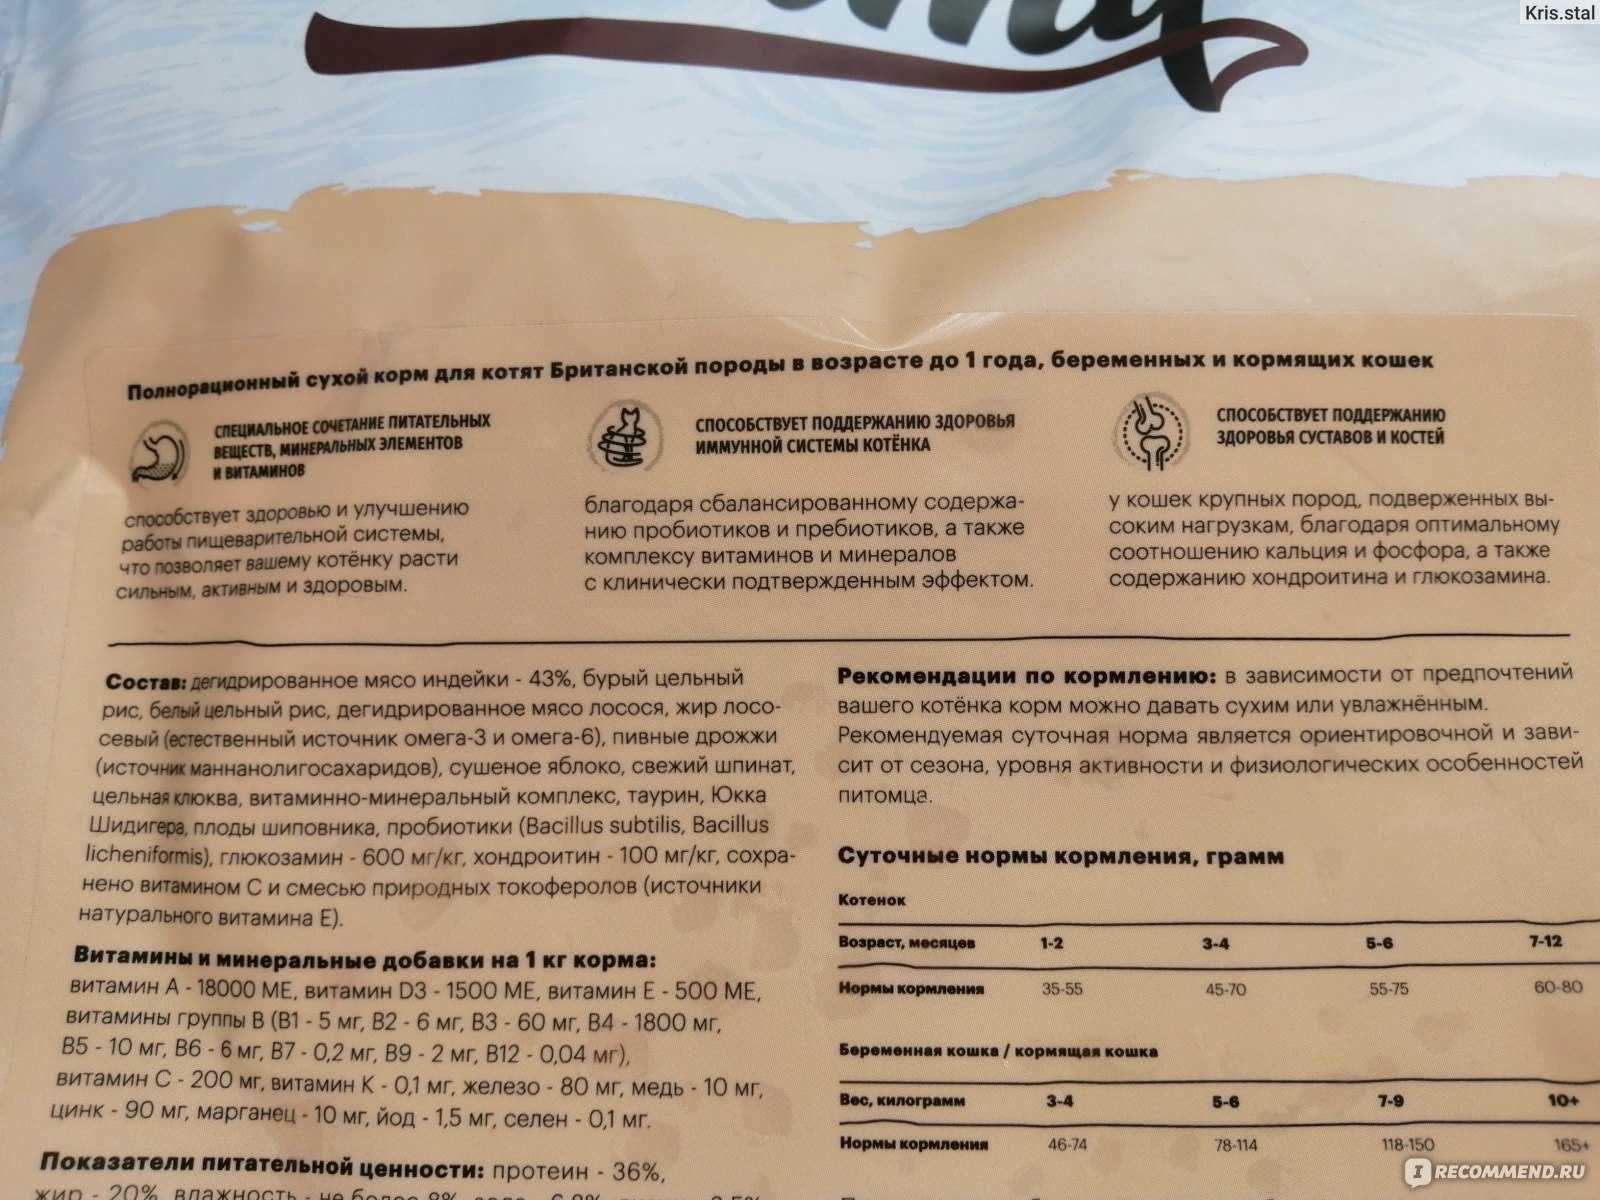 Kris.stal
Полнорационный сухой корм для котят Британской породы в возрасте до 1 года, беременных и кормящих кошек
СПЕЦИАЛЬНОЕ СОЧЕТАНИЕ ПИТАТЕЛЬНЫХ
ВЕЩЕСТВ, МИНЕРАЛЬНЫХ ЭЛЕМЕНТОВ
И ВИТАМИНОВ
способствует здоровью и улучшению
работы пищеварительной системы,
что позволяет вашему котёнку расти
сильным, активным и здоровым.
СПОСОБСТВУЕТ ПОДДЕРЖАНИЮ ЗДОРОВЬЯ
ИММУННОЙ СИСТЕМЫ КОТЁНКА
благодаря сбалансированному содержа-
нию пробиотиков и пребиотиков, а также
комплексу витаминов и минералов
с клинически подтвержденным эффектом.
СПОСОБСТВУЕТ ПОДДЕРЖАНИЮ
ЗДОРОВЬЯ СУСТАВОВ И КОСТЕЙ
у кошек крупных пород, подверженных вы-
соким нагрузкам, благодаря оптимальному
соотношению кальция и фосфора, а также
содержанию хондроитина и глюкозамина.
Состав: дегидрированное мясо индейки - 43%, бурый цельный
рис, белый цельный рис, дегидрированное мясо лосося, жир лосо-
севый (естественный источник омега-3 и омега-6), пивные дрожжи
(источник маннанолигосахаридов), сушеное яблоко, свежий шпинат,
цельная клюква, витаминно-минеральный комплекс, таурин, Юкка
Шидигера, плоды шиповника, пробиотики (Bacillus subtilis, Bacillus
licheniformis), глюкозамин - 600 мг/кг, хондроитин - 100 мг/кг, сохра-
нено витамином С и смесью природных токоферолов (источники
натурального витамина Е).
Витамины и минеральные добавки на 1 кг корма:
витамин А - 18000 МЕ, витамин D3 - 1500 МЕ, витамин Е - 500 МЕ,
витамины группы В (В1 - 5 мг, В2 - 6 мг, В3 - 60 мг, В4 - 1800 мг,
В5 - 10 мг, В6 - 6 мг, В7 - 0,2 мг, В9 - 2 мг, В12 - 0,04 мг),
витамин С - 200 мг, витамин К - 0,1 мг, железо - 80 мг, медь - 10 мг,
цинк - 90 мг, марганец - 10 мг, йод - 1,5 мг, селен - 0,1 мг.
Показатели питательной ценности: протеин - 36%,
жир - 20%, влажность - не более 8%,
Рекомендации по кормлению: в зависимости от предпочтений
вашего котёнка корм можно давать сухим или увлажнённым.
Рекомендуемая суточная норма является ориентировочной и зави-
сит от сезона, уровня активности и физиологических особенностей
питомца.
Суточные нормы кормления, грамм
Котенок
Возраст, месяцев 1-2 3-4 5-6 7-12
Нормы кормления 35-55 45-70 55-75 60-80
Беременная кошка / кормящая кошка
Вес, килограмм 3-4 5-6 7-9 10+
Нормы кормления 46-74 78-114 118-150 165+
IRECOMMEND.RU